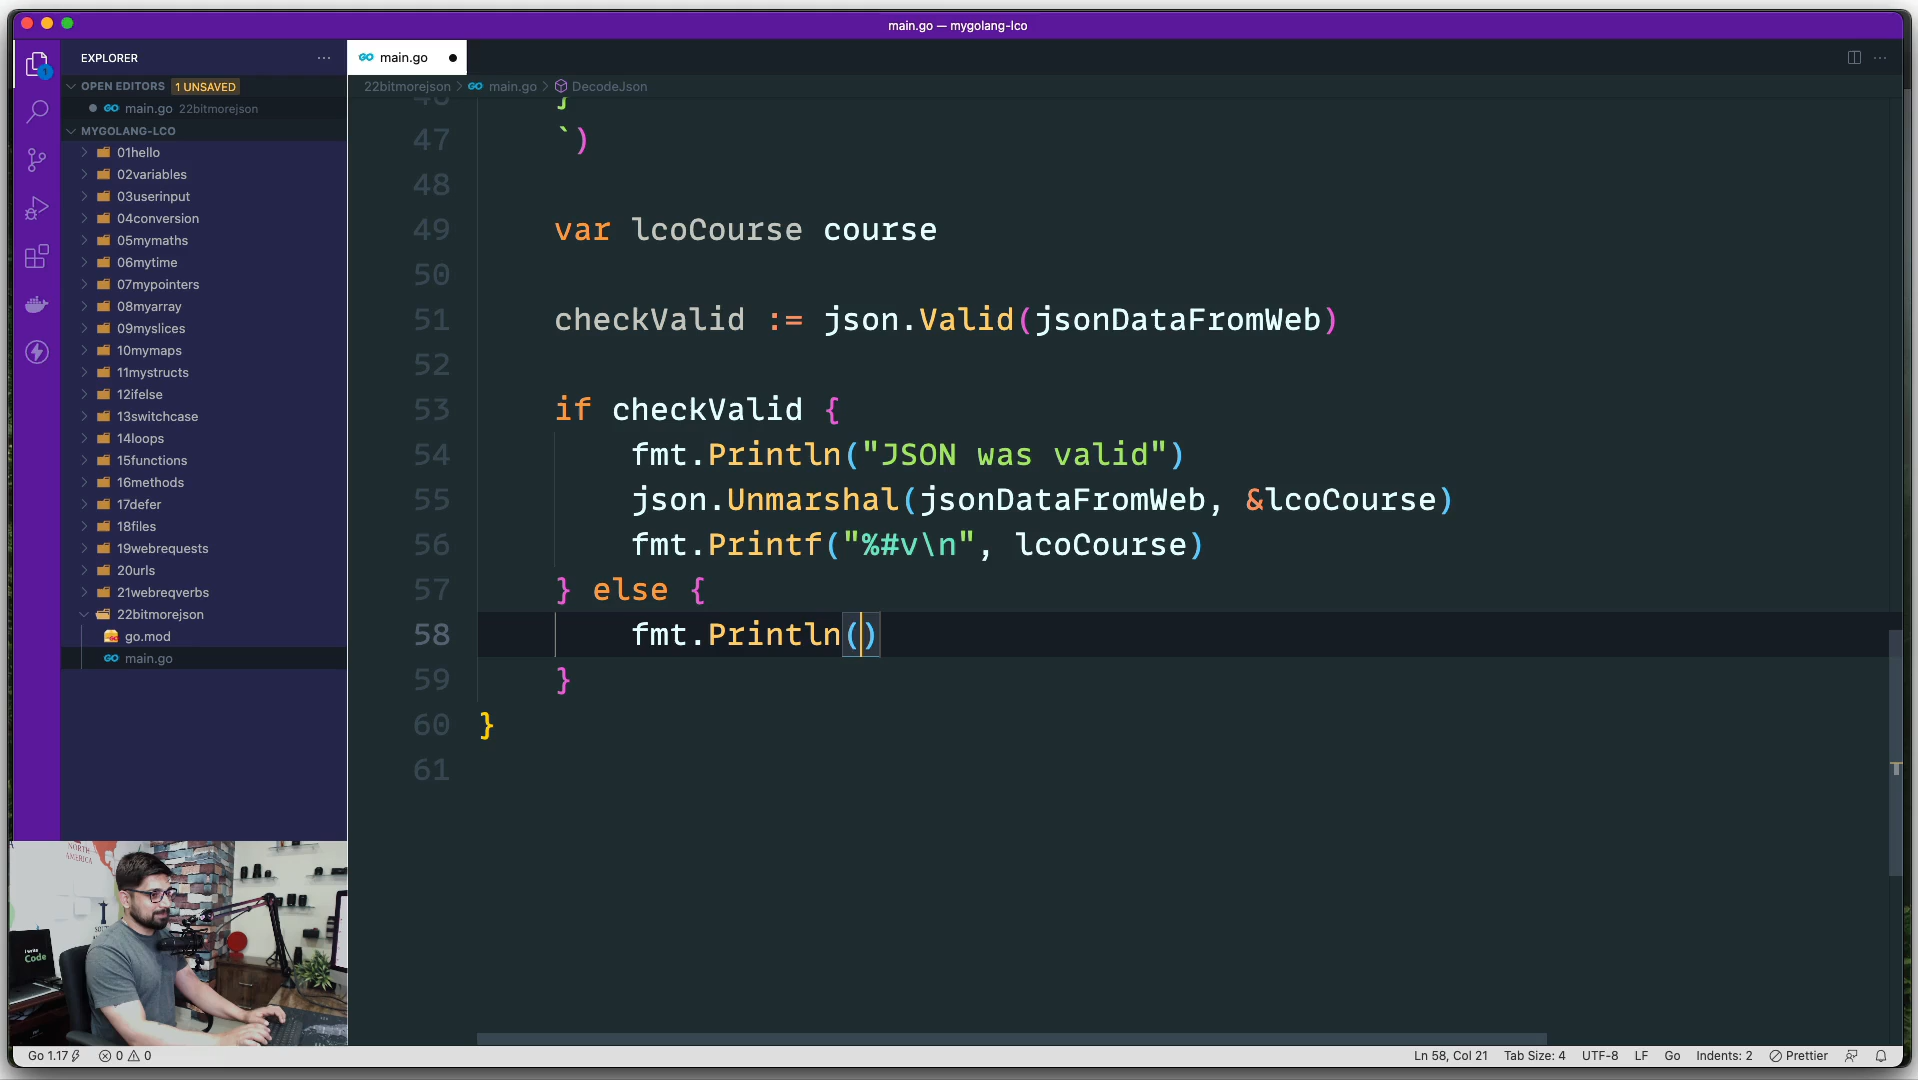 main.go — mygolang-lco
EXPLORER
main.go
OPEN EDITORS 1 UNSAVED
22bitmorejson > main.go > DecodeJson
main.go 22bitmorejson
MYGOLANG-LCO
01hello
02variables
03userinput
04conversion
05mymaths
06mytime
07mypointers
08myarray
09myslices
10mymaps
11mystructs
12ifelse
13switchcase
14loops
15functions
16methods
17defer
18files
19webrequests
20urls
21webreqverbs
22bitmorejson
go.mod
main.go
46 }
47 `)
48
49 var lcoCourse course
50
51 checkValid := json.Valid(jsonDataFromWeb)
52
53 if checkValid {
54 fmt.Println("JSON was valid")
55 json.Unmarshal(jsonDataFromWeb, &lcoCourse)
56 fmt.Printf("%#v\n", lcoCourse)
57 } else {
58 fmt.Println()
59 }
60 }
61
NORTH
AMERICA
I write
Code
Go 1.17 0 0 Ln 58, Col 21 Tab Size: 4 UTF-8 LF Go Indents: 2 Prettier